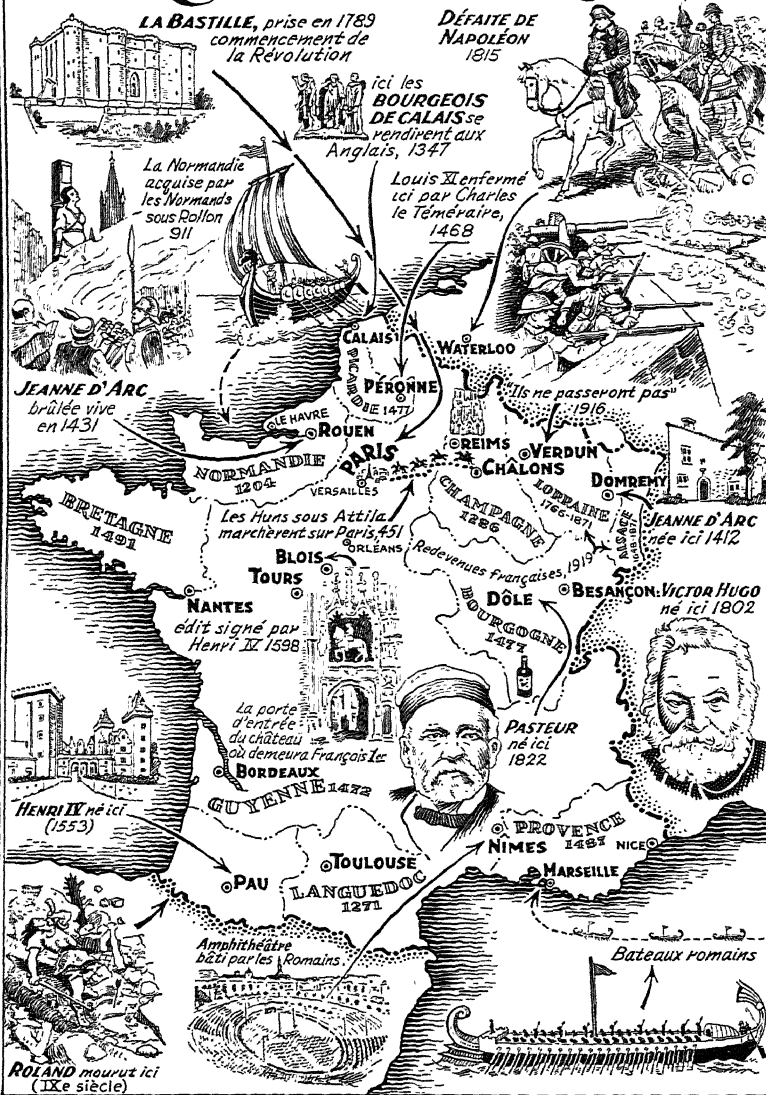 LA BASTILLE, prise en 1789
commencement de
la Révolution
DÉFAITE DE
NAPOLÉON
1815
ici les
BOURGEOIS
DE CALAIS se
rendirent aux
Anglais, 1347
La Normandie
acquise par
les Normands
sous Rollon
911
Louis XI enfermé
ici par Charles
le Téméraire,
1468
CALAIS
WATERLOO
PICARDIE 1477
PÉRONNE
JEANNE D'ARC
brûlée vive
en 1431
"Ils ne passeront pas"
1916
LE HAVRE
ROUEN
REIMS
VERDUN
PARIS
CHÂLONS
NORMANDIE
1204
VERSAILLES
DOMREMY
BRETAGNE
1491
CHAMPAGNE
1286
LORRAINE
1766-1871
ALSACE
1648-1871
JEANNE D'ARC
née ici 1412
Les Huns sous Attila
marchèrent sur Paris, 451
ORLÉANS
BLOIS
TOURS
Redevenues françaises, 1919
NANTES
édit signé par
Henri IV 1598
DÔLE
BESANÇON: VICTOR HUGO
né ici 1802
BOURGOGNE
1477
La porte
d'entrée
du château
où demeura François 1er
PASTEUR
né ici
1822
BORDEAUX
GUYENNE 1472
HENRI IV né ici
(1553)
PROVENCE
1487
NÎMES
NICE
TOULOUSE
MARSEILLE
PAU
LANGUEDOC
1271
Amphithéâtre
bâti par les Romains
Bateaux romains
ROLAND mourut ici
(IXe siècle)